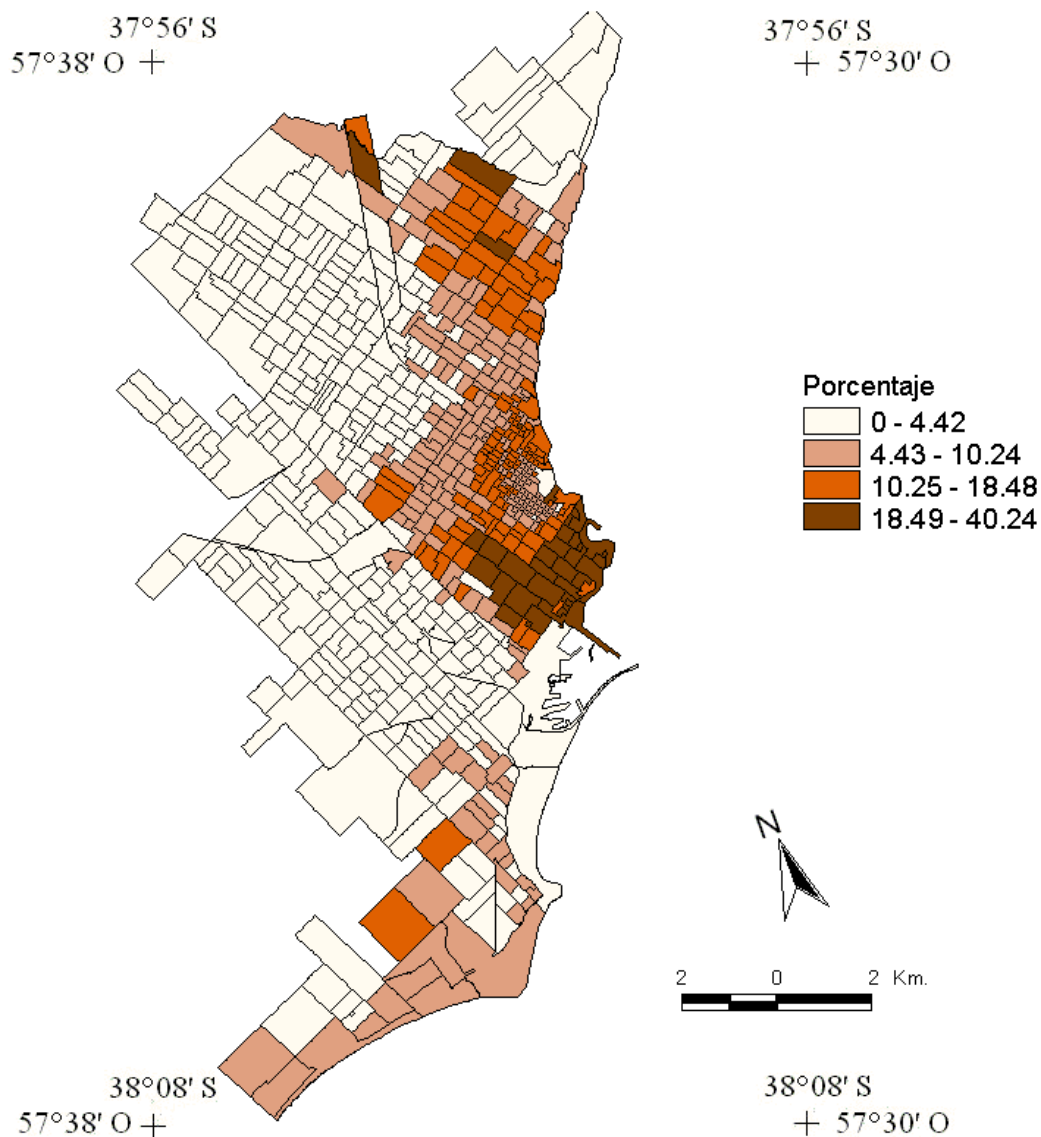 37°56' S
57°38' O
37°56' S
57°30' O
Porcentaje
0 - 4.42
4.43 - 10.24
10.25 - 18.48
18.49 - 40.24
N
2 0 2 Km.
38°08' S
57°38' O
38°08' S
57°30' O